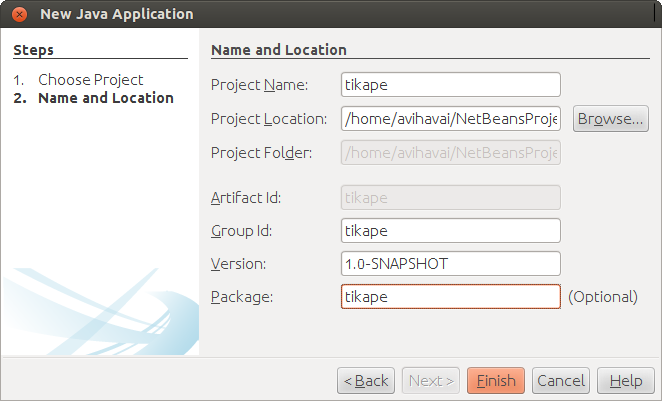 New Java Application
Steps
1. Choose Project
2. Name and Location
Name and Location
Project Name: tikape
Project Location: /home/avihavai/NetBeansProje Browse...
Project Folder: /home/avihavai/NetBeansProje
Artifact Id: tikape
Group Id: tikape
Version: 1.0-SNAPSHOT
Package: tikape (Optional)
< Back Next > Finish Cancel Help